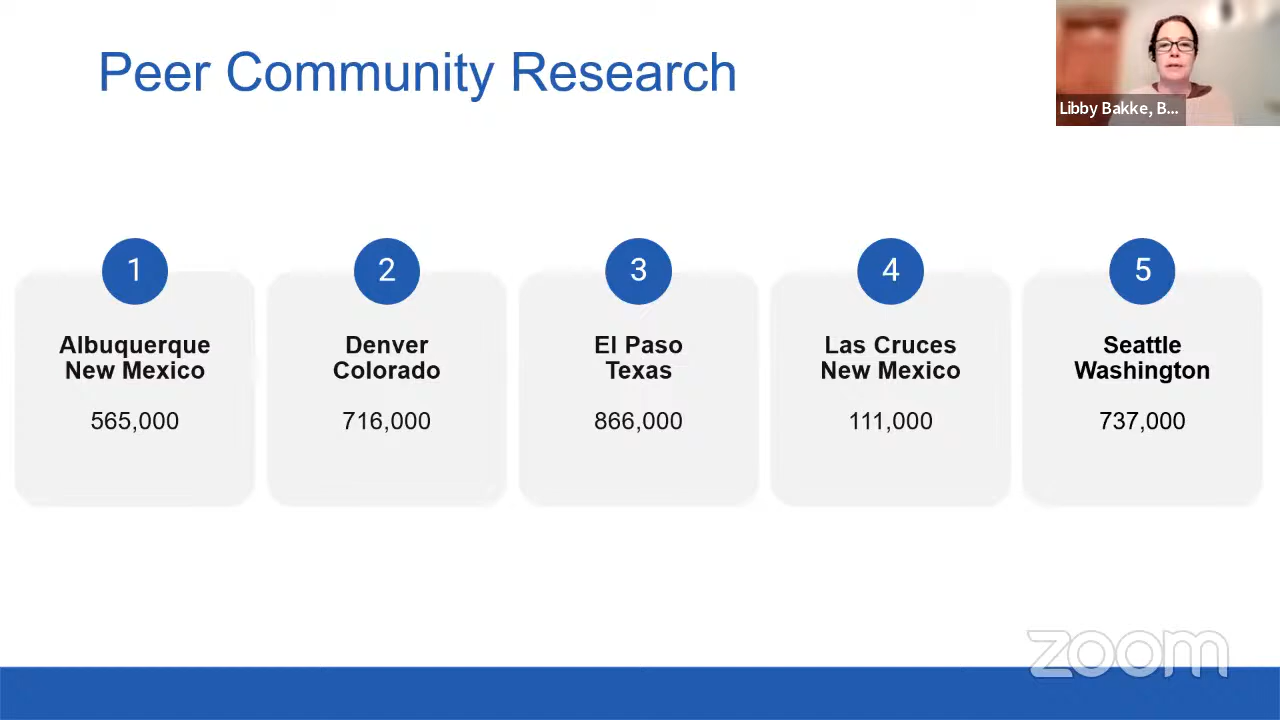 Peer Community Research
Libby Bakke, B...
1
Albuquerque
New Mexico
565,000
2
Denver
Colorado
716,000
3
El Paso
Texas
866,000
4
Las Cruces
New Mexico
111,000
5
Seattle
Washington
737,000
zoom